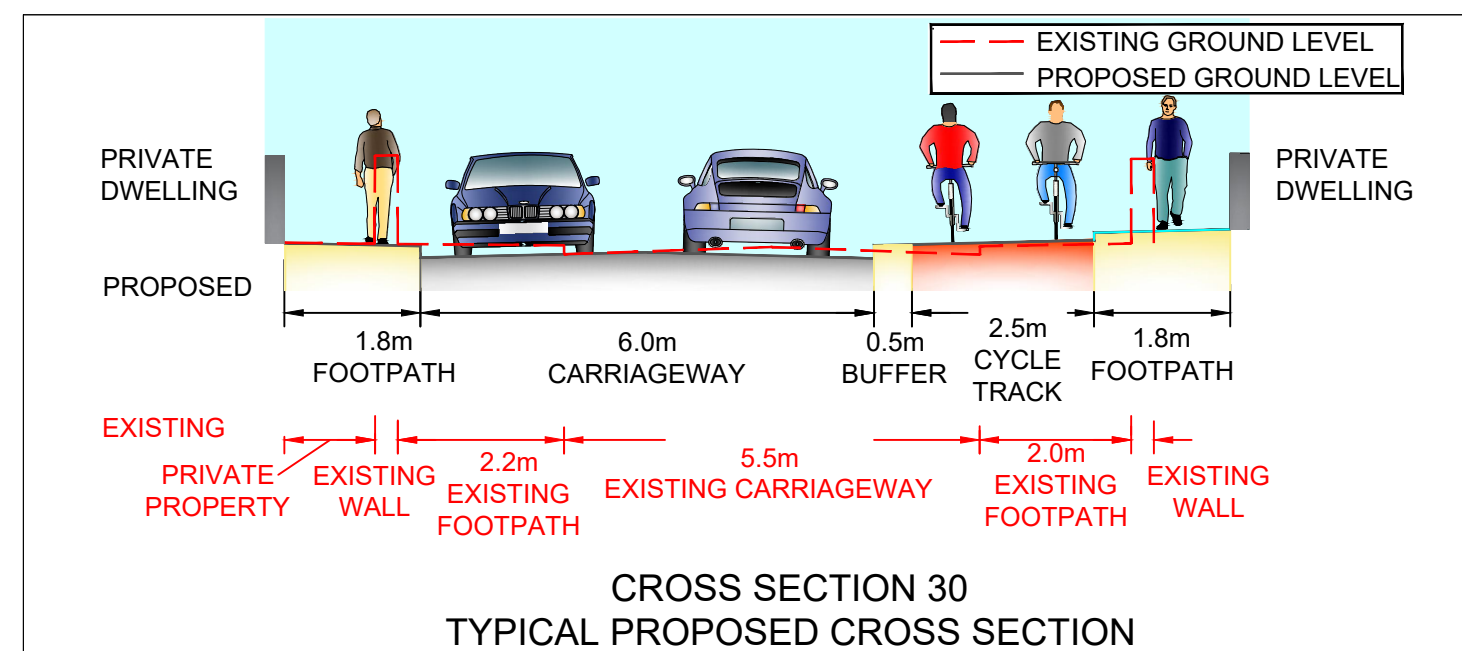 EXISTING GROUND LEVEL
PROPOSED GROUND LEVEL
PRIVATE
DWELLING
PRIVATE
DWELLING
PROPOSED
1.8m
FOOTPATH
6.0m
CARRIAGEWAY
0.5m
BUFFER
2.5m
CYCLE
TRACK
1.8m
FOOTPATH
EXISTING
PRIVATE
PROPERTY
EXISTING
WALL
2.2m
EXISTING
FOOTPATH
5.5m
EXISTING CARRIAGEWAY
2.0m
EXISTING
FOOTPATH
EXISTING
WALL
CROSS SECTION 30
TYPICAL PROPOSED CROSS SECTION